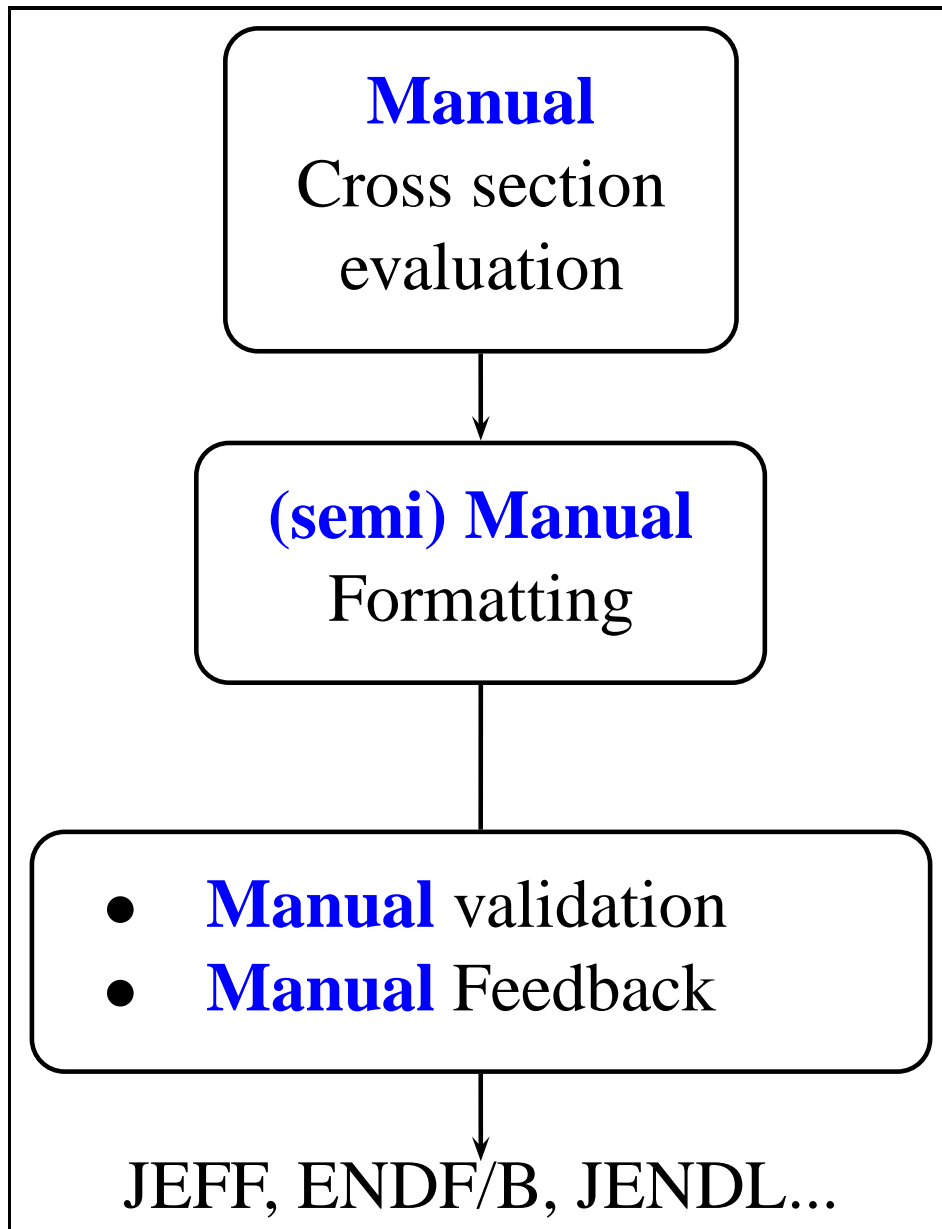 Manual
Cross section
evaluation
(semi) Manual
Formatting
• Manual validation
• Manual Feedback
JEFF, ENDF/B, JENDL...